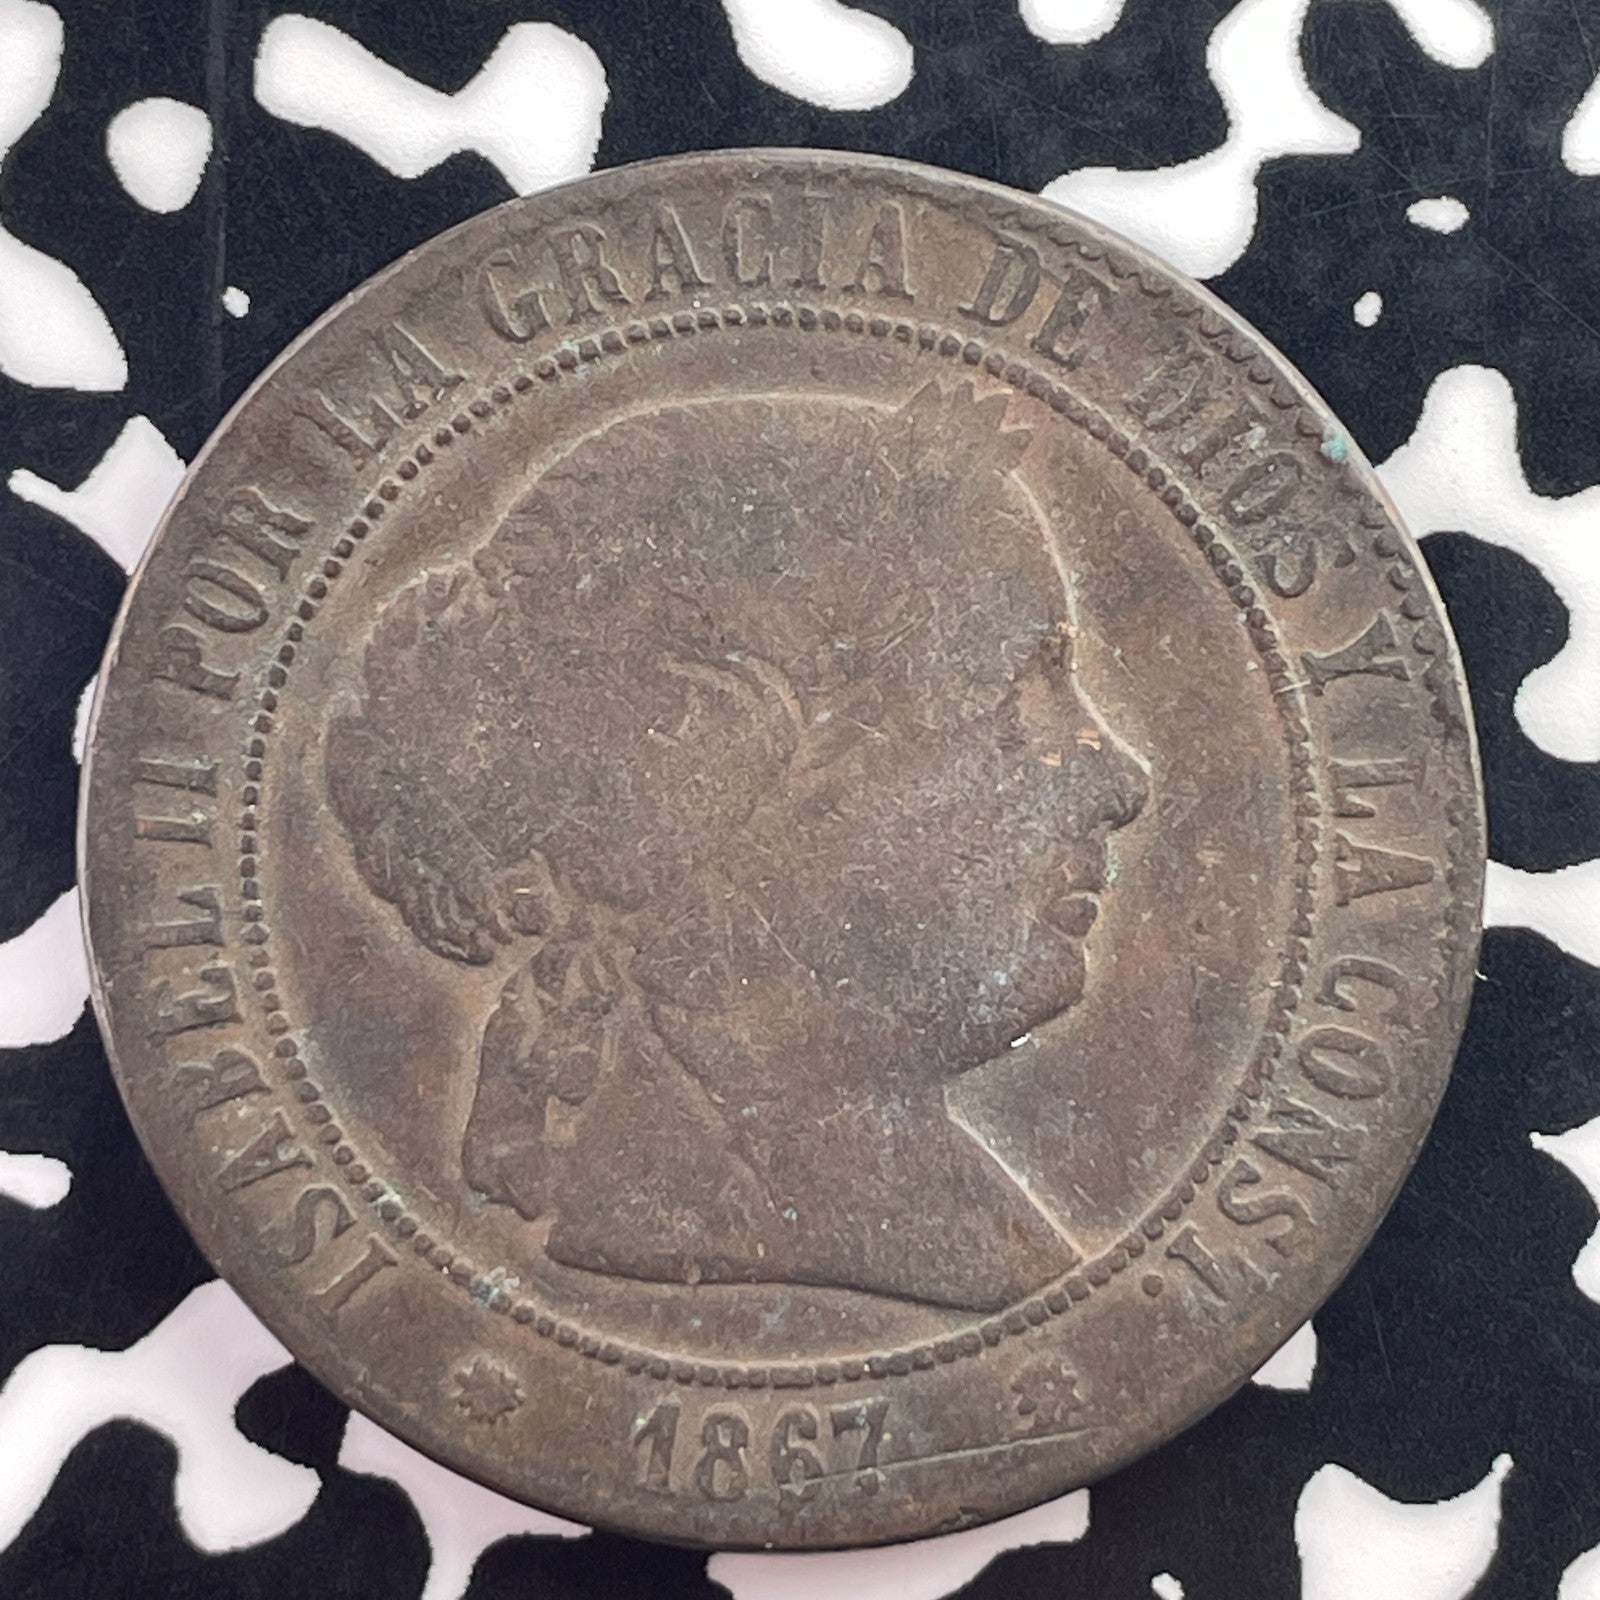 ISABEL II POR LA GRACIA DE DIOS Y LA CONST.
1867